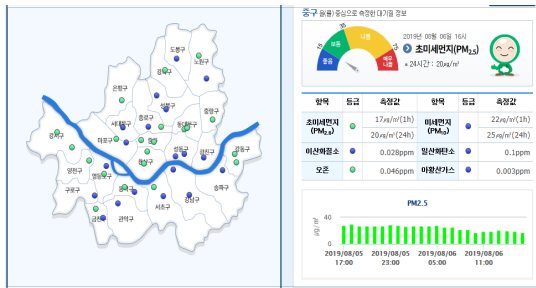 중구 을(를) 중심으로 측정한 대기질 정보
2019년 08월 06일 16시
초미세먼지(PM2.5)
* 24시간 : 20㎍/㎥
좋음
보통
나쁨
매우
나쁨
15
35
75
항목 등급 측정값 항목 등급 측정값
초미세먼지 (PM2.5) 17㎍/㎥(1h) 20㎍/㎥(24h) 미세먼지 (PM10) 22㎍/㎥(1h) 25㎍/㎥(24h)
이산화질소 0.028ppm 일산화탄소 0.1ppm
오존 0.046ppm 이황산가스 0.003ppm
PM2.5
㎍/㎥
40
0
2019/08/05 17:00
2019/08/05 23:00
2019/08/06 05:00
2019/08/06 11:00
도봉구
노원구
강북구
은평구
성북구
중랑구
종로구
서대문구
동대문구
마포구
중구
강서구
성동구
광진구
강동구
용산구
양천구
영등포구
구로구
동작구
송파구
강남구
서초구
관악구
금천구